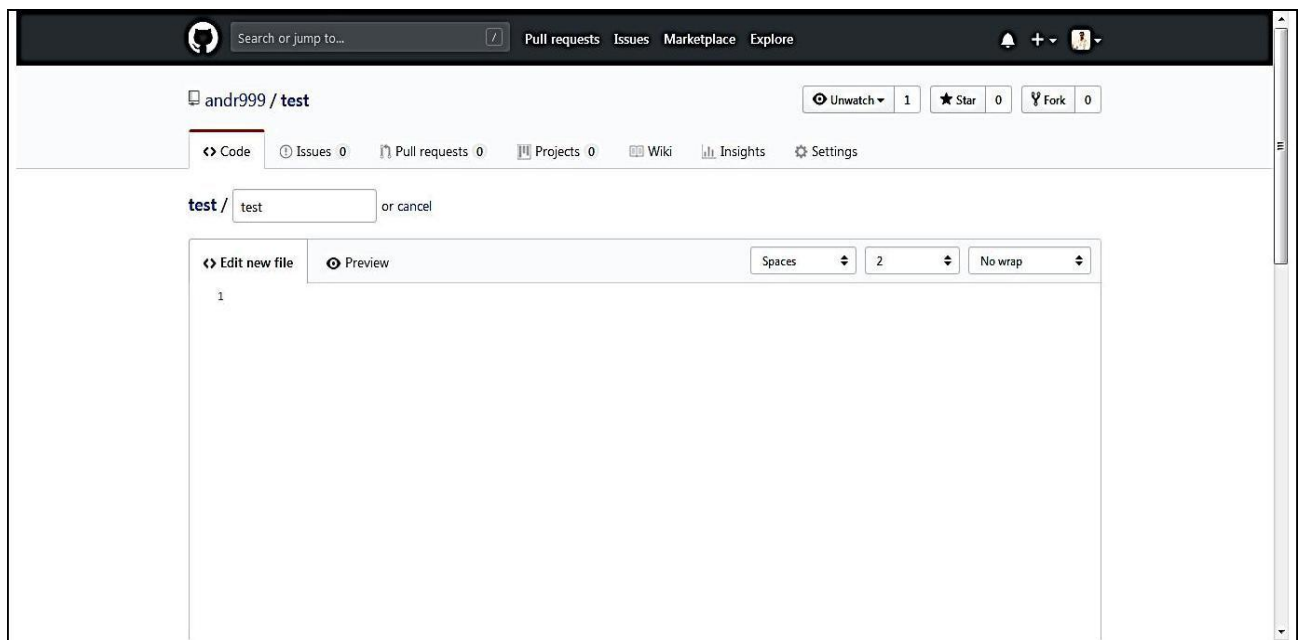 Search or jump to... / Pull requests Issues Marketplace Explore
andr999 / test Unwatch 1 Star 0 Fork 0
Code Issues 0 Pull requests 0 Projects 0 Wiki Insights Settings
test / test or cancel
Edit new file Preview Spaces 2 No wrap
1